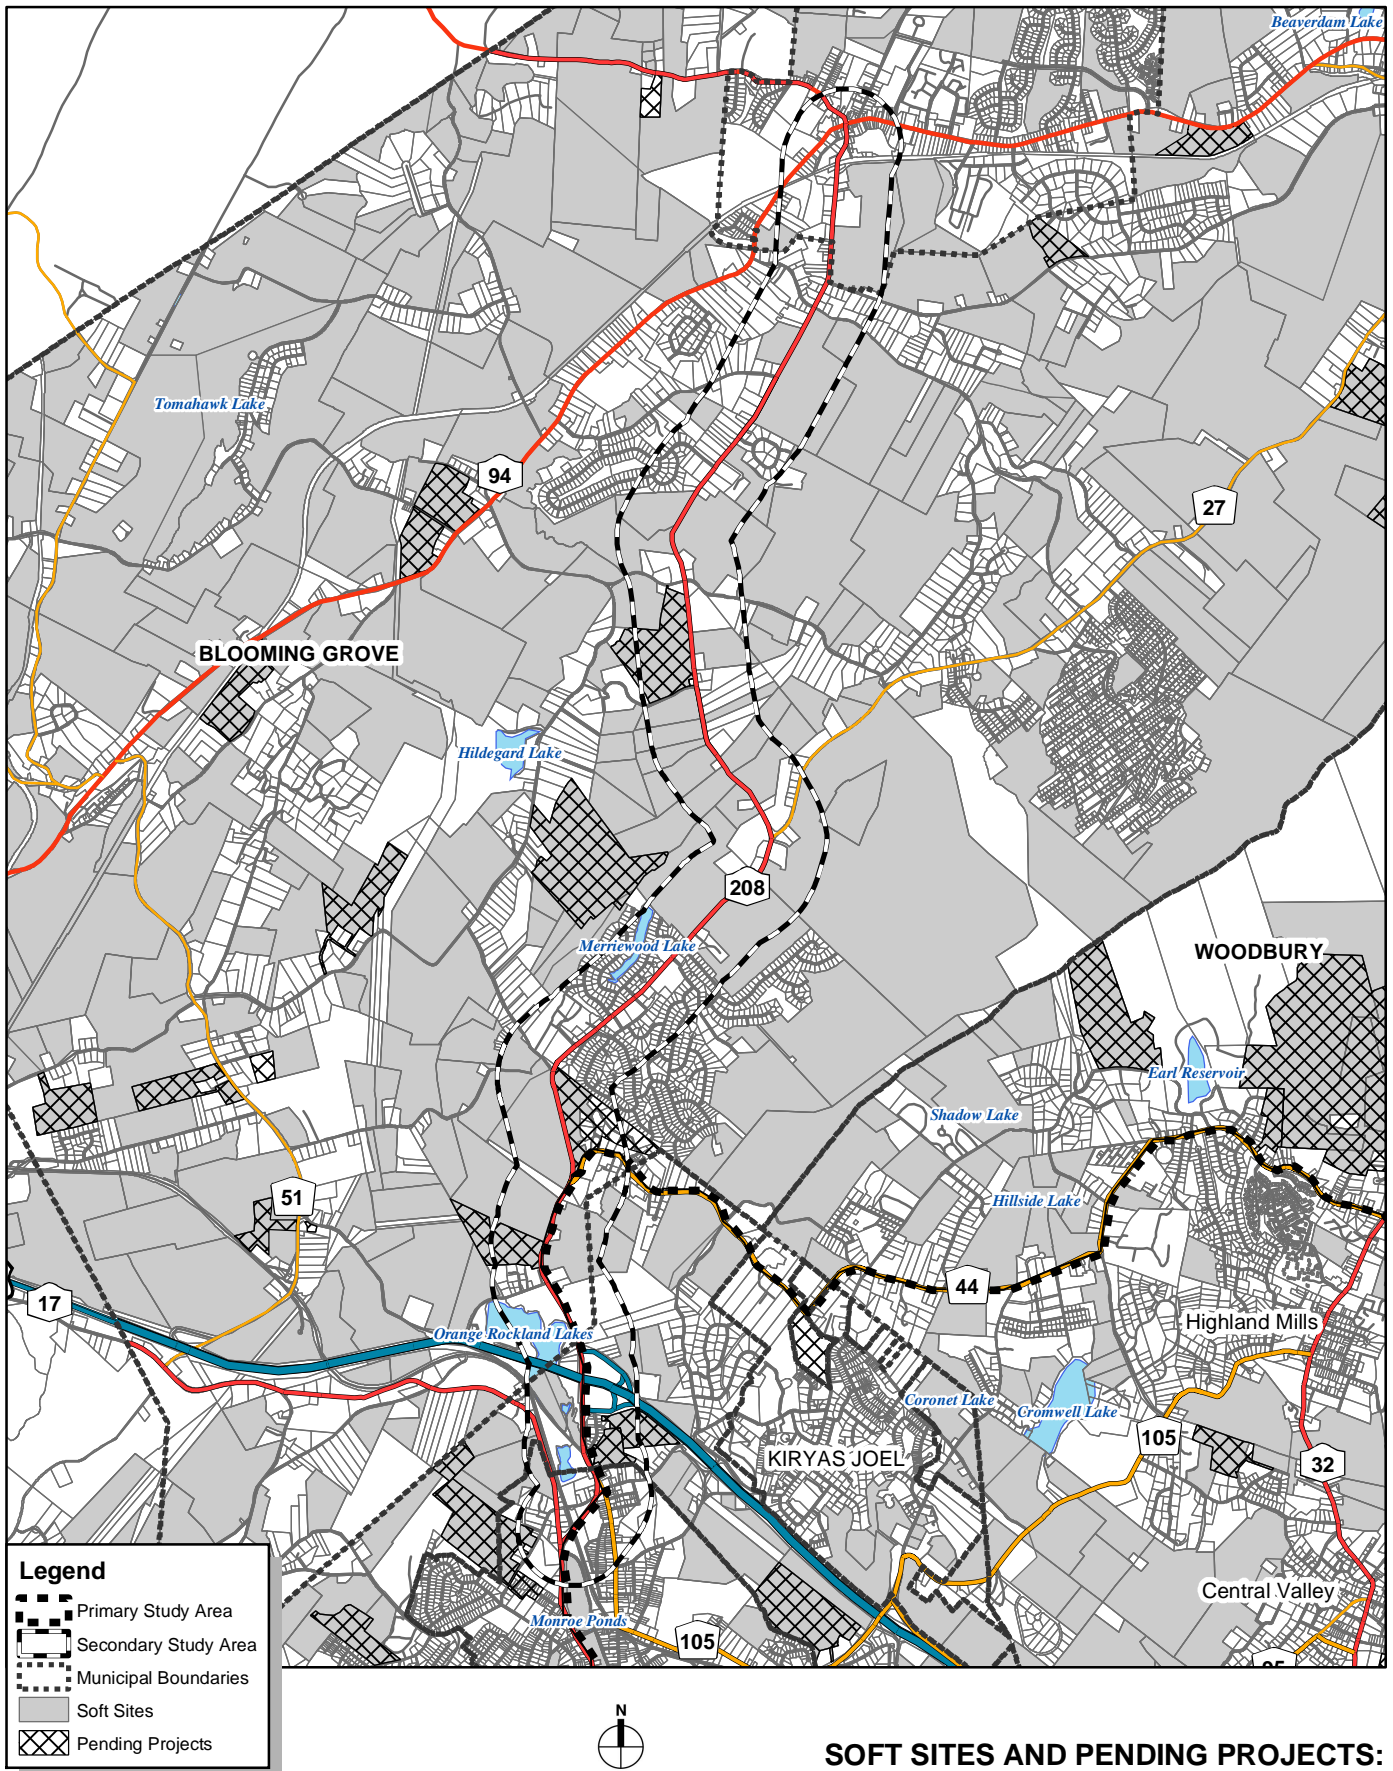 Beaverdam Lake
Tomahawk Lake
94
27
BLOOMING GROVE
Hildegard Lake
208
Merriewood Lake
WOODBURY
Earl Reservoir
Shadow Lake
51
Hillside Lake
44
17
Highland Mills
Orange Rockland Lakes
Coronet Lake
Cromwell Lake
105
KIRYAS JOEL
32
Central Valley
Monroe Ponds
105
Legend
Primary Study Area
Secondary Study Area
Municipal Boundaries
Soft Sites
Pending Projects
N
SOFT SITES AND PENDING PROJECTS: